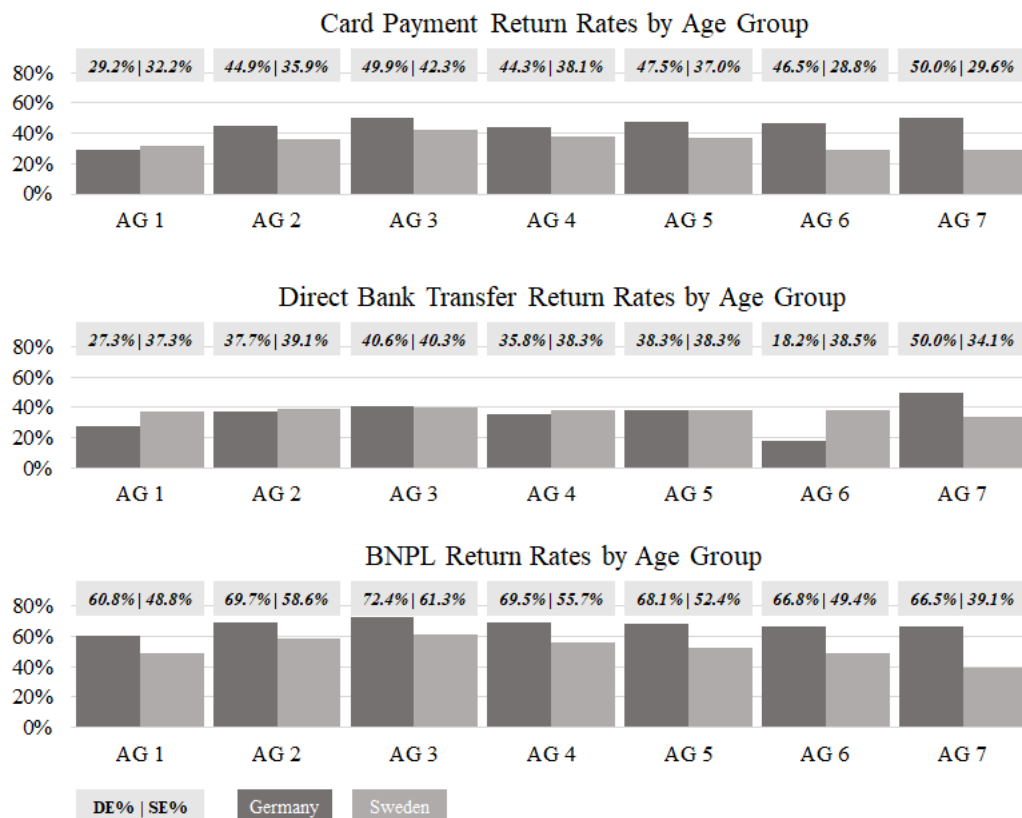 Card Payment Return Rates by Age Group
29.2% | 32.2% 44.9% | 35.9% 49.9% | 42.3% 44.3% | 38.1% 47.5% | 37.0% 46.5% | 28.8% 50.0% | 29.6%
80%
60%
40%
20%
0%
AG 1 AG 2 AG 3 AG 4 AG 5 AG 6 AG 7
Direct Bank Transfer Return Rates by Age Group
27.3% | 37.3% 37.7% | 39.1% 40.6% | 40.3% 35.8% | 38.3% 38.3% | 38.3% 18.2% | 38.5% 50.0% | 34.1%
80%
60%
40%
20%
0%
AG 1 AG 2 AG 3 AG 4 AG 5 AG 6 AG 7
BNPL Return Rates by Age Group
60.8% | 48.8% 69.7% | 58.6% 72.4% | 61.3% 69.5% | 55.7% 68.1% | 52.4% 66.8% | 49.4% 66.5% | 39.1%
80%
60%
40%
20%
0%
AG 1 AG 2 AG 3 AG 4 AG 5 AG 6 AG 7
DE% | SE% Germany Sweden